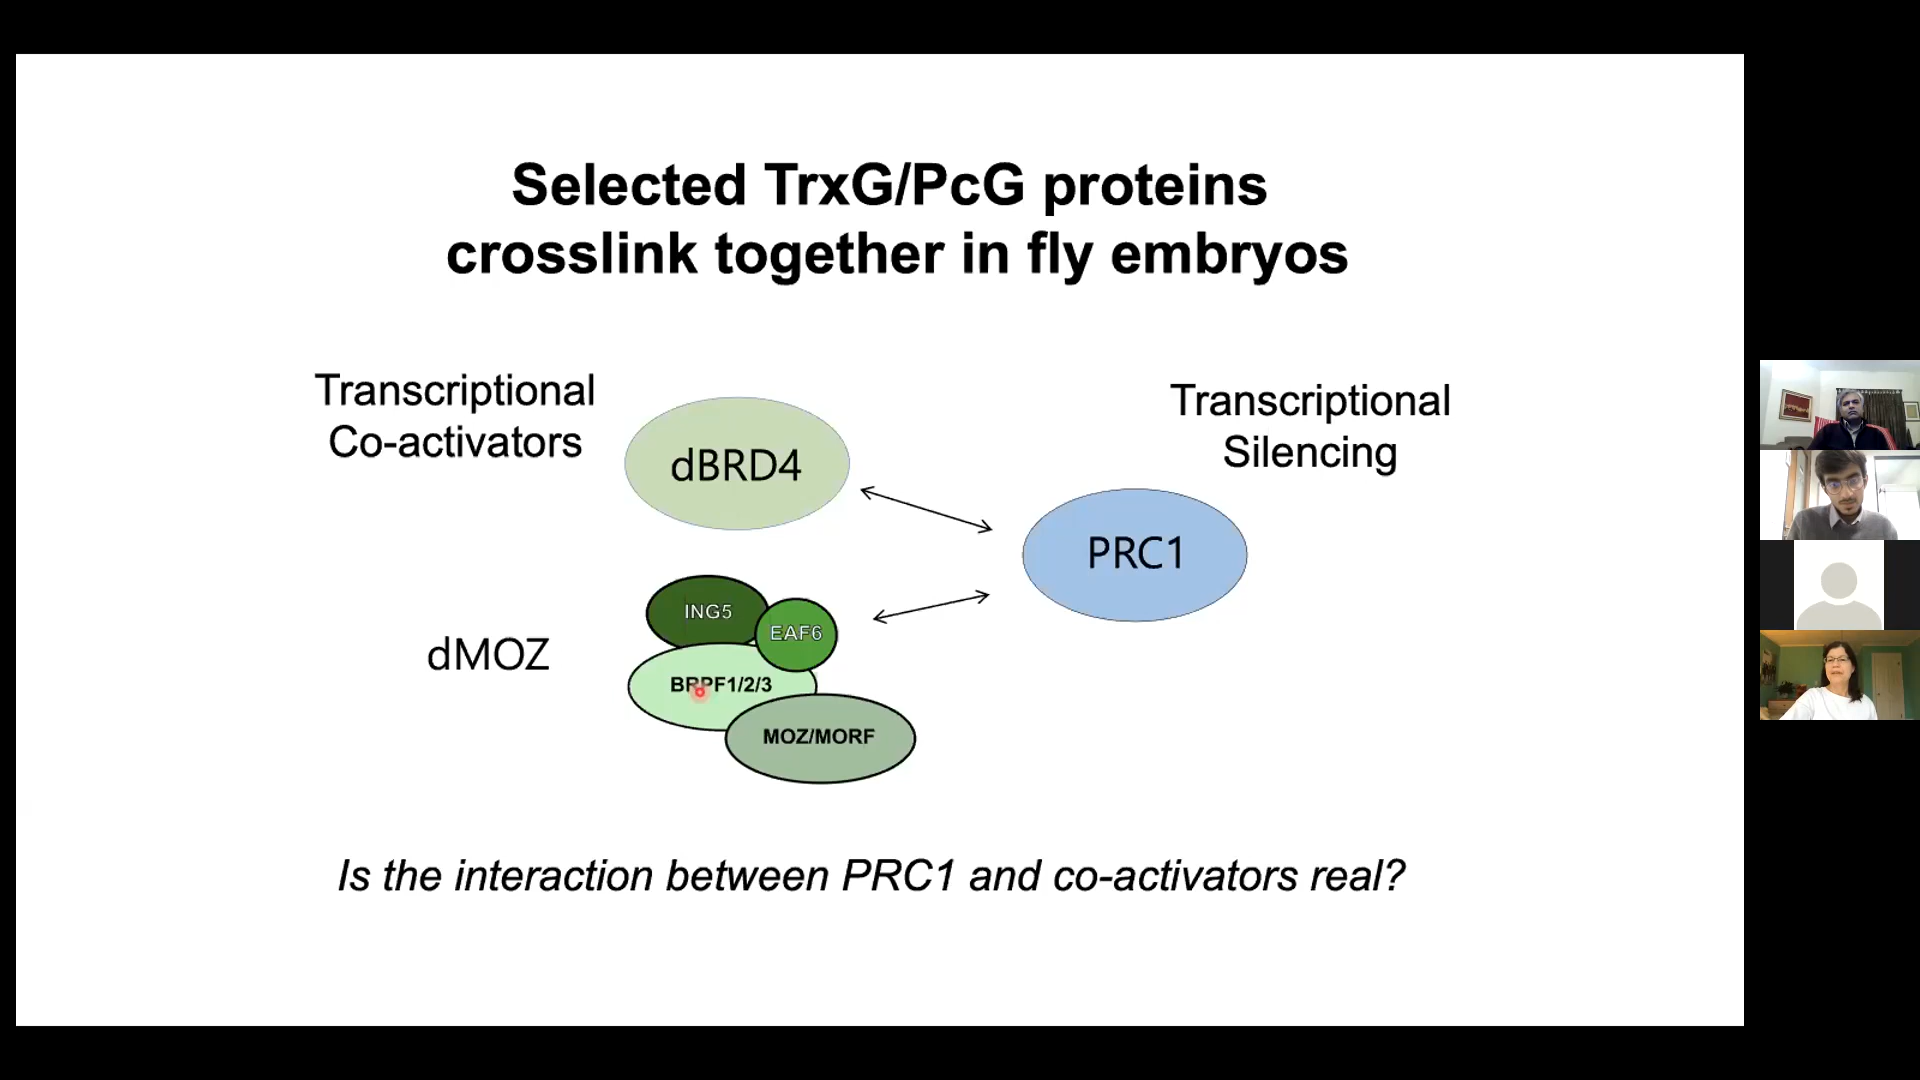 Selected TrxG/PcG proteins
crosslink together in fly embryos
Transcriptional
Co-activators
Transcriptional
Silencing
dBRD4
PRC1
ING5
EAF6
dMOZ
BRPF1/2/3
MOZ/MORF
Is the interaction between PRC1 and co-activators real?